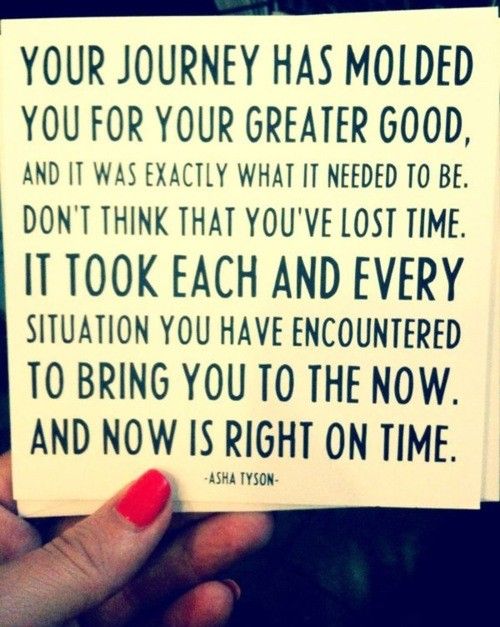 YOUR JOURNEY HAS MOLDED
YOU FOR YOUR GREATER GOOD,
AND IT WAS EXACTLY WHAT IT NEEDED TO BE.
DON'T THINK THAT YOU'VE LOST TIME.
IT TOOK EACH AND EVERY
SITUATION YOU HAVE ENCOUNTERED
TO BRING YOU TO THE NOW.
AND NOW IS RIGHT ON TIME.
-ASHA TYSON-